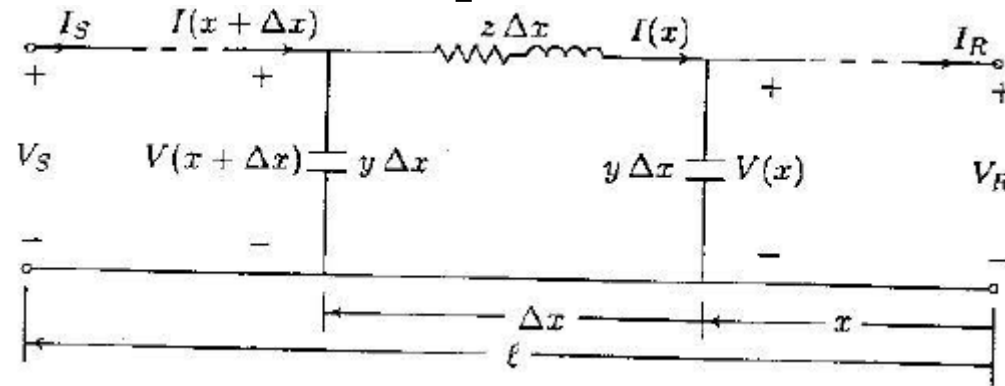 I_S I(x + Δx) z Δx I(x) I_R
+ + + +
V_S V(x + Δx) y Δx y Δx V(x) V_R
− − − −
Δx x
ℓ